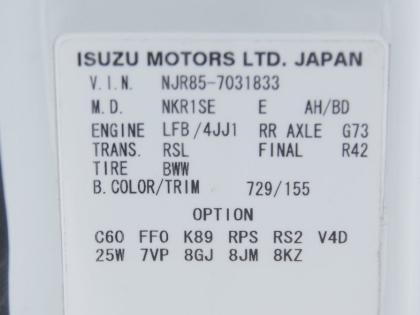 ISUZU MOTORS LTD. JAPAN
V.I.N. NJR85-7031833
M.D. NKR1SE E AH/BD
ENGINE LFB/4JJ1 RR AXLE G73
TRANS. RSL FINAL R42
TIRE BWW
B.COLOR/TRIM 729/155
OPTION
C60 FF0 K89 RPS RS2 V4D
25W 7VP 8GJ 8JM 8KZ